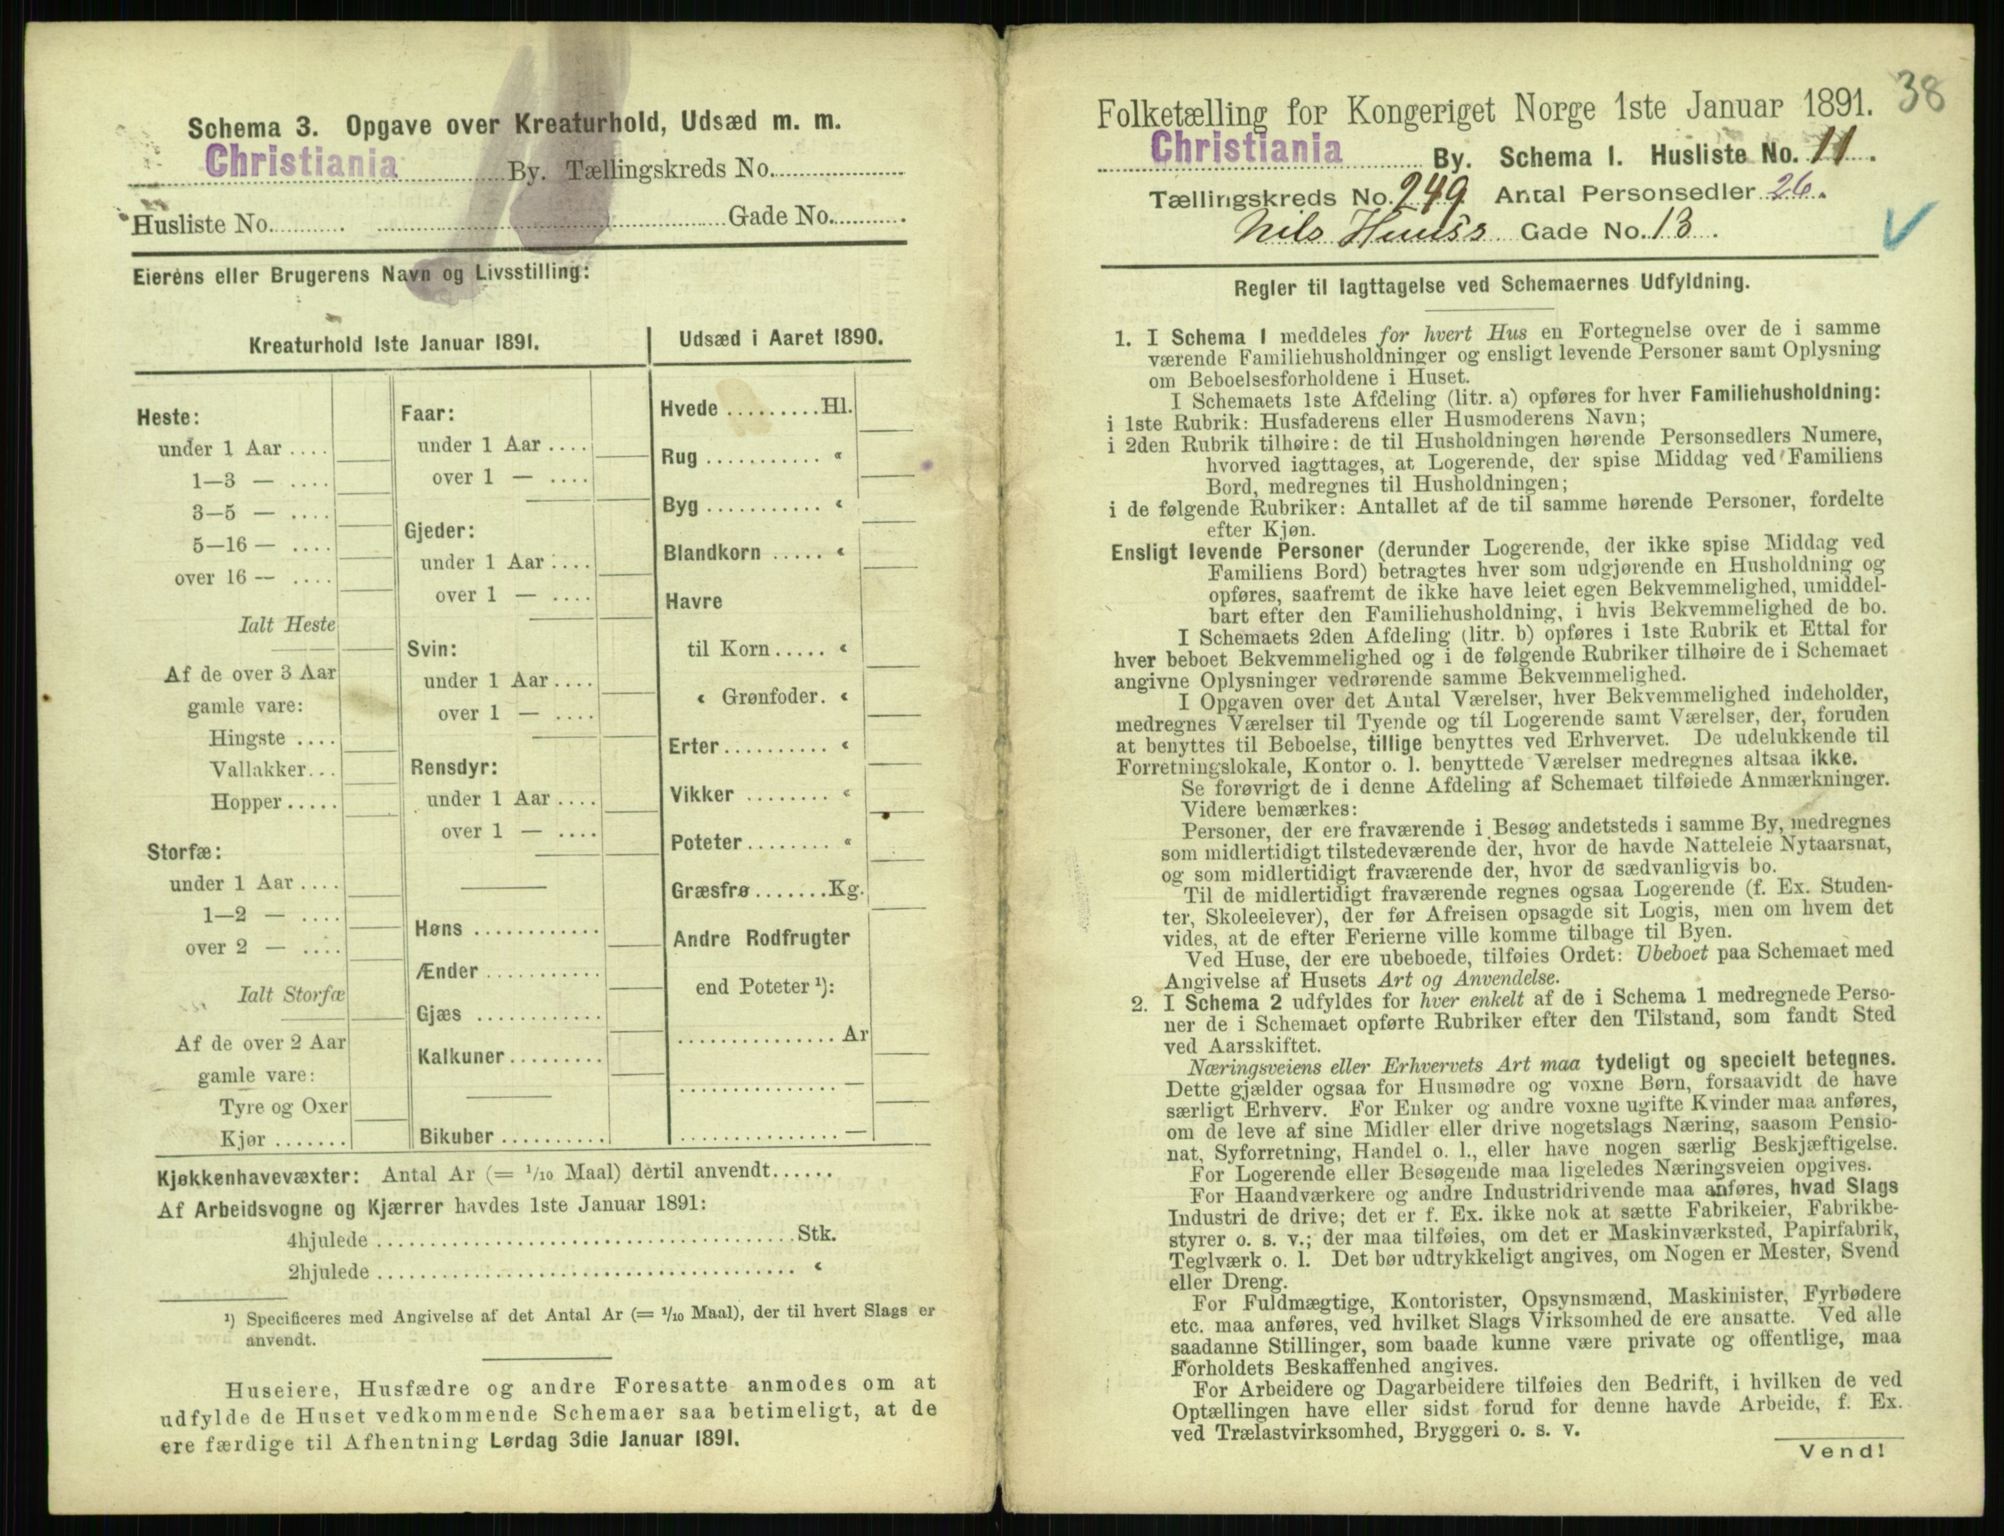 Schema 3. Opgave over Kreaturhold, Udsæd m. m.
Christiania By. Tællingskreds No.
Husliste No. Gade No.
Eierens eller Brugerens Navn og Livsstilling:
Kreaturhold 1ste Januar 1891.
Heste:
under 1 Aar ....
1—3 — ....
3—5 — ....
5—16 — ....
over 16 — ....
Ialt Heste
Af de over 3 Aar
gamle vare:
Hingste ....
Vallakker...
Hopper.....
Storfæ:
under 1 Aar ....
1—2 — ....
over 2 — ....
Ialt Storfæ
Af de over 2 Aar
gamle vare:
Tyre og Oxer
Kjør .......
Faar:
under 1 Aar ....
over 1 — ....
Gjeder:
under 1 Aar ....
over 1 — ....
Svin:
under 1 Aar ....
over 1 — ....
Rensdyr:
under 1 Aar ....
over 1 — ....
Høns ............
Ænder ...........
Gjæs ............
Kalkuner.........
Bikuber ..........
Udsæd i Aaret 1890.
Hvede .........Hl.
Rug ........... "
Byg ........... "
Blandkorn ..... "
Havre
til Korn..... "
" Grønfoder. "
Erter.......... "
Vikker ........ "
Poteter........ "
Græsfrø.......Kg.
Andre Rodfrugter
end Poteter ¹):
............... Ar
............... —
............... —
Kjøkkenhavevæxter: Antal Ar (= 1/10 Maal) dertil anvendt......
Af Arbeidsvogne og Kjærrer havdes 1ste Januar 1891:
4hjulede ........................................Stk.
2hjulede ........................................ "
¹) Specificeres med Angivelse af det Antal Ar (= 1/10 Maal), der til hvert Slags er
anvendt.
Huseiere, Husfædre og andre Foresatte anmodes om at
udfylde de Huset vedkommende Schemaer saa betimeligt, at de
ere færdige til Afhentning Lørdag 3die Januar 1891.
38
Folketælling for Kongeriget Norge 1ste Januar 1891.
Christiania By. Schema 1. Husliste No. 11.
Tællingskreds No. 249 Antal Personsedler 26.
Nils Huuss Gade No. 13.
Regler til Iagttagelse ved Schemaernes Udfyldning.
1. I Schema 1 meddeles for hvert Hus en Fortegnelse over de i samme
værende Familiehusholdninger og ensligt levende Personer samt Oplysning
om Beboelsesforholdene i Huset.
I Schemaets 1ste Afdeling (litr. a) opføres for hver Familiehusholdning:
i 1ste Rubrik: Husfaderens eller Husmoderens Navn;
i 2den Rubrik tilhøire: de til Husholdningen hørende Personsedlers Numere,
hvorved iagttages, at Logerende, der spise Middag ved Familiens
Bord, medregnes til Husholdningen;
i de følgende Rubriker: Antallet af de til samme hørende Personer, fordelte
efter Kjøn.
Ensligt levende Personer (derunder Logerende, der ikke spise Middag ved
Familiens Bord) betragtes hver som udgjørende en Husholdning og
opføres, saafremt de ikke have leiet egen Bekvemmelighed, umiddel-
bart efter den Familiehusholdning, i hvis Bekvemmelighed de bo.
I Schemaets 2den Afdeling (litr. b) opføres i 1ste Rubrik et Ettal for
hver beboet Bekvemmelighed og i de følgende Rubriker tilhøire de i Schemaet
angivne Oplysninger vedrørende samme Bekvemmelighed.
I Opgaven over det Antal Værelser, hver Bekvemmelighed indeholder,
medregnes Værelser til Tyende og til Logerende samt Værelser, der, foruden
at benyttes til Beboelse, tillige benyttes ved Erhvervet. De udelukkende til
Forretningslokale, Kontor o. l. benyttede Værelser medregnes altsaa ikke.
Se forøvrigt de i denne Afdeling af Schemaet tilføiede Anmærkninger.
Videre bemærkes:
Personer, der ere fraværende i Besøg andetsteds i samme By, medregnes
som midlertidigt tilstedeværende der, hvor de havde Natteleie Nytaarsnat,
og som midlertidigt fraværende der, hvor de sædvanligvis bo.
Til de midlertidigt fraværende regnes ogsaa Logerende (f. Ex. Studen-
ter, Skoleelever), der før Afreisen opsagde sit Logis, men om hvem det
vides, at de efter Ferierne ville komme tilbage til Byen.
Ved Huse, der ere ubeboede, tilføies Ordet: Ubeboet paa Schemaet med
Angivelse af Husets Art og Anvendelse.
2. I Schema 2 udfyldes for hver enkelt af de i Schema 1 medregnede Perso-
ner de i Schemaet opførte Rubriker efter den Tilstand, som fandt Sted
ved Aarsskiftet.
Næringsveiens eller Erhvervets Art maa tydeligt og specielt betegnes.
Dette gjælder ogsaa for Husmødre og voxne Børn, forsaavidt de have
særligt Erhverv. For Enker og andre voxne ugifte Kvinder maa anføres,
om de leve af sine Midler eller drive nogetslags Næring, saasom Pensio-
nat, Syforretning, Handel o. l., eller have nogen særlig Beskjæftigelse.
For Logerende eller Besøgende maa ligeledes Næringsveien opgives.
For Haandværkere og andre Industridrivende maa anføres, hvad Slags
Industri de drive; det er f. Ex. ikke nok at sætte Fabrikeier, Fabrikbe-
styrer o. s. v.; der maa tilføies, om det er Maskinværksted, Papirfabrik,
Teglværk o. l. Det bør udtrykkeligt angives, om Nogen er Mester, Svend
eller Dreng.
For Fuldmægtige, Kontorister, Opsynsmænd, Maskinister, Fyrbødere
etc. maa anføres, ved hvilket Slags Virksomhed de ere ansatte. Ved alle
saadanne Stillinger, som baade kunne være private og offentlige, maa
Forholdets Beskaffenhed angives.
For Arbeidere og Dagarbeidere tilføies den Bedrift, i hvilken de ved
Optællingen have eller sidst forud for denne havde Arbeide, f. Ex.
ved Trælastvirksomhed, Bryggeri o. s. v.
Vend!